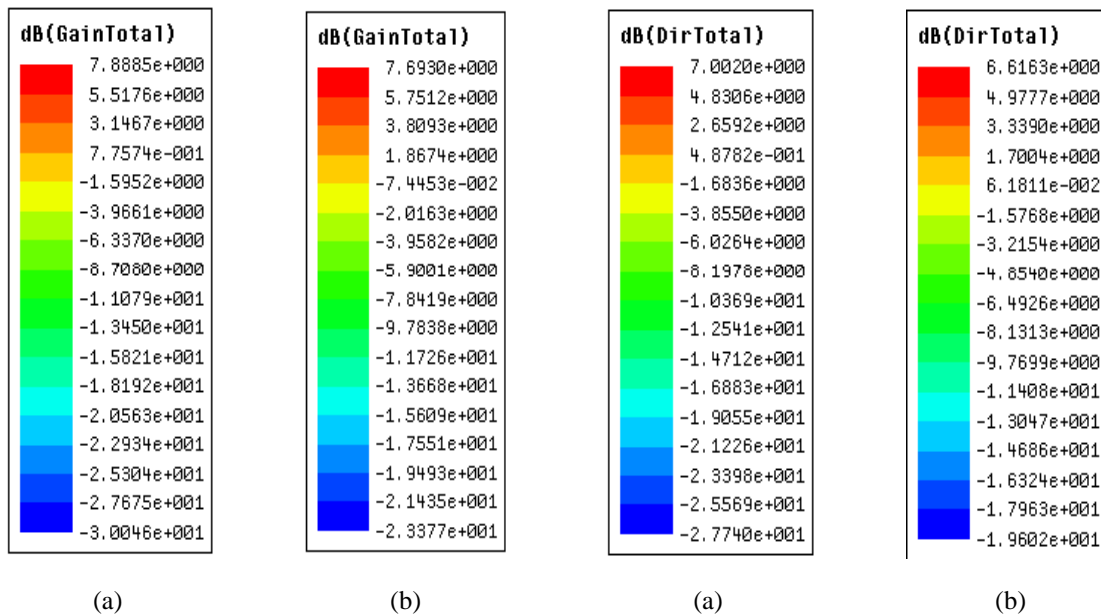 dB(GainTotal)
7.8885e+000
5.5176e+000
3.1467e+000
7.7574e-001
-1.5952e+000
-3.9661e+000
-6.3370e+000
-8.7080e+000
-1.1079e+001
-1.3450e+001
-1.5821e+001
-1.8192e+001
-2.0563e+001
-2.2934e+001
-2.5304e+001
-2.7675e+001
-3.0046e+001
(a)
dB(GainTotal)
7.6930e+000
5.7512e+000
3.8093e+000
1.8674e+000
-7.4453e-002
-2.0163e+000
-3.9582e+000
-5.9001e+000
-7.8419e+000
-9.7838e+000
-1.1726e+001
-1.3668e+001
-1.5609e+001
-1.7551e+001
-1.9493e+001
-2.1435e+001
-2.3377e+001
(b)
dB(DirTotal)
7.0020e+000
4.8306e+000
2.6592e+000
4.8782e-001
-1.6836e+000
-3.8550e+000
-6.0264e+000
-8.1978e+000
-1.0369e+001
-1.2541e+001
-1.4712e+001
-1.6883e+001
-1.9055e+001
-2.1226e+001
-2.3398e+001
-2.5569e+001
-2.7740e+001
(a)
dB(DirTotal)
6.6163e+000
4.9777e+000
3.3390e+000
1.7004e+000
6.1811e-002
-1.5768e+000
-3.2154e+000
-4.8540e+000
-6.4926e+000
-8.1313e+000
-9.7699e+000
-1.1408e+001
-1.3047e+001
-1.4686e+001
-1.6324e+001
-1.7963e+001
-1.9602e+001
(b)